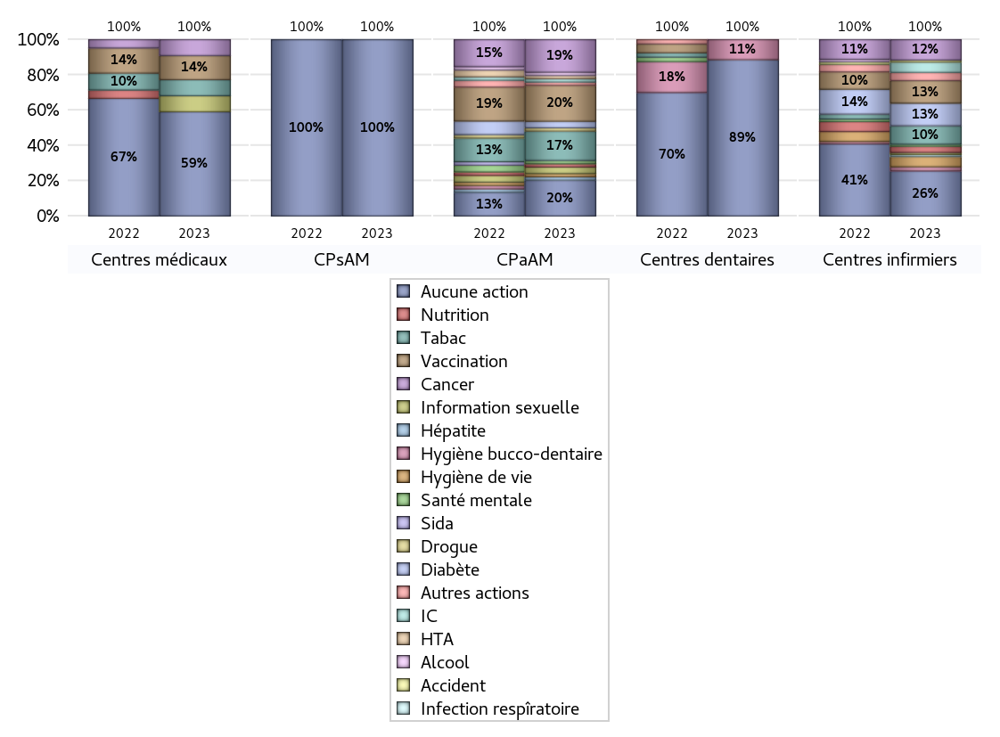 100% 100% 100% 100% 100% 100% 100% 100% 100% 100%
100%
80%
60%
40%
20%
0%
14%
10%
67%
14%
59%
100%
100%
15%
19%
13%
13%
19%
20%
17%
20%
18%
70%
11%
89%
11%
10%
14%
41%
12%
13%
13%
10%
26%
2022 2023 2022 2023 2022 2023 2022 2023 2022 2023
Centres médicaux CPsAM CPaAM Centres dentaires Centres infirmiers
Aucune action
Nutrition
Tabac
Vaccination
Cancer
Information sexuelle
Hépatite
Hygiène bucco-dentaire
Hygiène de vie
Santé mentale
Sida
Drogue
Diabète
Autres actions
IC
HTA
Alcool
Accident
Infection respîratoire